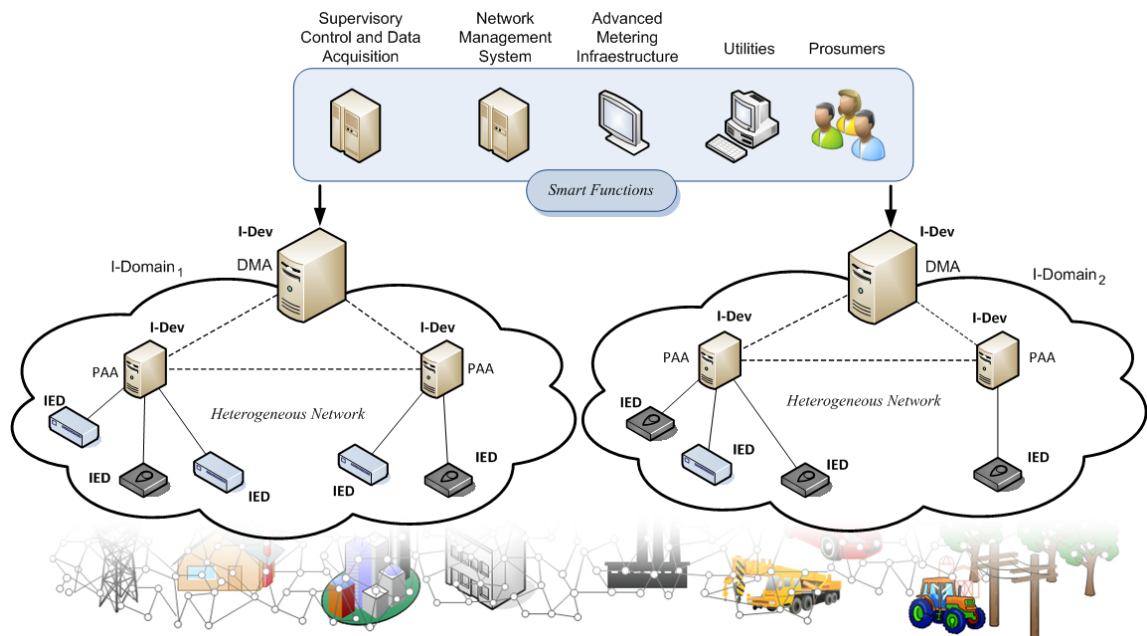 Supervisory
Control and Data
Acquisition
Network
Management
System
Advanced
Metering
Infraestructure
Utilities
Prosumers
Smart Functions
I-Dev
DMA
I-Domain1
I-Dev
PAA
I-Dev
PAA
IED
Heterogeneous Network
IED
IED
IED
IED
I-Dev
DMA
I-Domain2
I-Dev
PAA
I-Dev
PAA
IED
Heterogeneous Network
IED
IED
IED